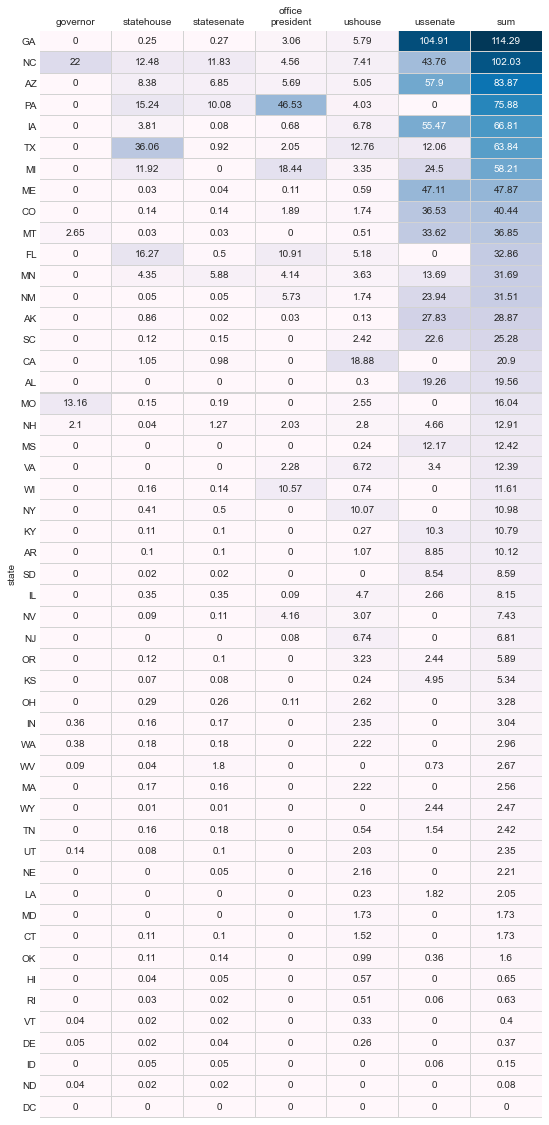 office
governor statehouse statesenate president ushouse ussenate sum
GA 0 0.25 0.27 3.06 5.79 104.91 114.29
NC 22 12.48 11.83 4.56 7.41 43.76 102.03
AZ 0 8.38 6.85 5.69 5.05 57.9 83.87
PA 0 15.24 10.08 46.53 4.03 0 75.88
IA 0 3.81 0.08 0.68 6.78 55.47 66.81
TX 0 36.06 0.92 2.05 12.76 12.06 63.84
MI 0 11.92 0 18.44 3.35 24.5 58.21
ME 0 0.03 0.04 0.11 0.59 47.11 47.87
CO 0 0.14 0.14 1.89 1.74 36.53 40.44
MT 2.65 0.03 0.03 0 0.51 33.62 36.85
FL 0 16.27 0.5 10.91 5.18 0 32.86
MN 0 4.35 5.88 4.14 3.63 13.69 31.69
NM 0 0.05 0.05 5.73 1.74 23.94 31.51
AK 0 0.86 0.02 0.03 0.13 27.83 28.87
SC 0 0.12 0.15 0 2.42 22.6 25.28
CA 0 1.05 0.98 0 18.88 0 20.9
AL 0 0 0 0 0.3 19.26 19.56
MO 13.16 0.15 0.19 0 2.55 0 16.04
NH 2.1 0.04 1.27 2.03 2.8 4.66 12.91
MS 0 0 0 0 0.24 12.17 12.42
VA 0 0 0 2.28 6.72 3.4 12.39
WI 0 0.16 0.14 10.57 0.74 0 11.61
NY 0 0.41 0.5 0 10.07 0 10.98
KY 0 0.11 0.1 0 0.27 10.3 10.79
AR 0 0.1 0.1 0 1.07 8.85 10.12
state
SD 0 0.02 0.02 0 0 8.54 8.59
IL 0 0.35 0.35 0.09 4.7 2.66 8.15
NV 0 0.09 0.11 4.16 3.07 0 7.43
NJ 0 0 0 0.08 6.74 0 6.81
OR 0 0.12 0.1 0 3.23 2.44 5.89
KS 0 0.07 0.08 0 0.24 4.95 5.34
OH 0 0.29 0.26 0.11 2.62 0 3.28
IN 0.36 0.16 0.17 0 2.35 0 3.04
WA 0.38 0.18 0.18 0 2.22 0 2.96
WV 0.09 0.04 1.8 0 0 0.73 2.67
MA 0 0.17 0.16 0 2.22 0 2.56
WY 0 0.01 0.01 0 0 2.44 2.47
TN 0 0.16 0.18 0 0.54 1.54 2.42
UT 0.14 0.08 0.1 0 2.03 0 2.35
NE 0 0 0.05 0 2.16 0 2.21
LA 0 0 0 0 0.23 1.82 2.05
MD 0 0 0 0 1.73 0 1.73
CT 0 0.11 0.1 0 1.52 0 1.73
OK 0 0.11 0.14 0 0.99 0.36 1.6
HI 0 0.04 0.05 0 0.57 0 0.65
RI 0 0.03 0.02 0 0.51 0.06 0.63
VT 0.04 0.02 0.02 0 0.33 0 0.4
DE 0.05 0.02 0.04 0 0.26 0 0.37
ID 0 0.05 0.05 0 0 0.06 0.15
ND 0.04 0.02 0.02 0 0 0 0.08
DC 0 0 0 0 0 0 0